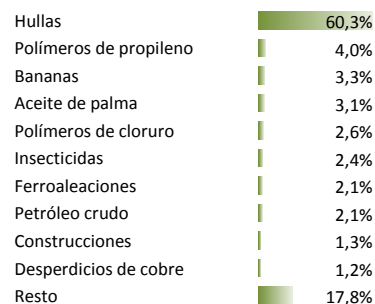 Hullas 60,3%
Polímeros de propileno 4,0%
Bananas 3,3%
Aceite de palma 3,1%
Polímeros de cloruro 2,6%
Insecticidas 2,4%
Ferroaleaciones 2,1%
Petróleo crudo 2,1%
Construcciones 1,3%
Desperdicios de cobre 1,2%
Resto 17,8%